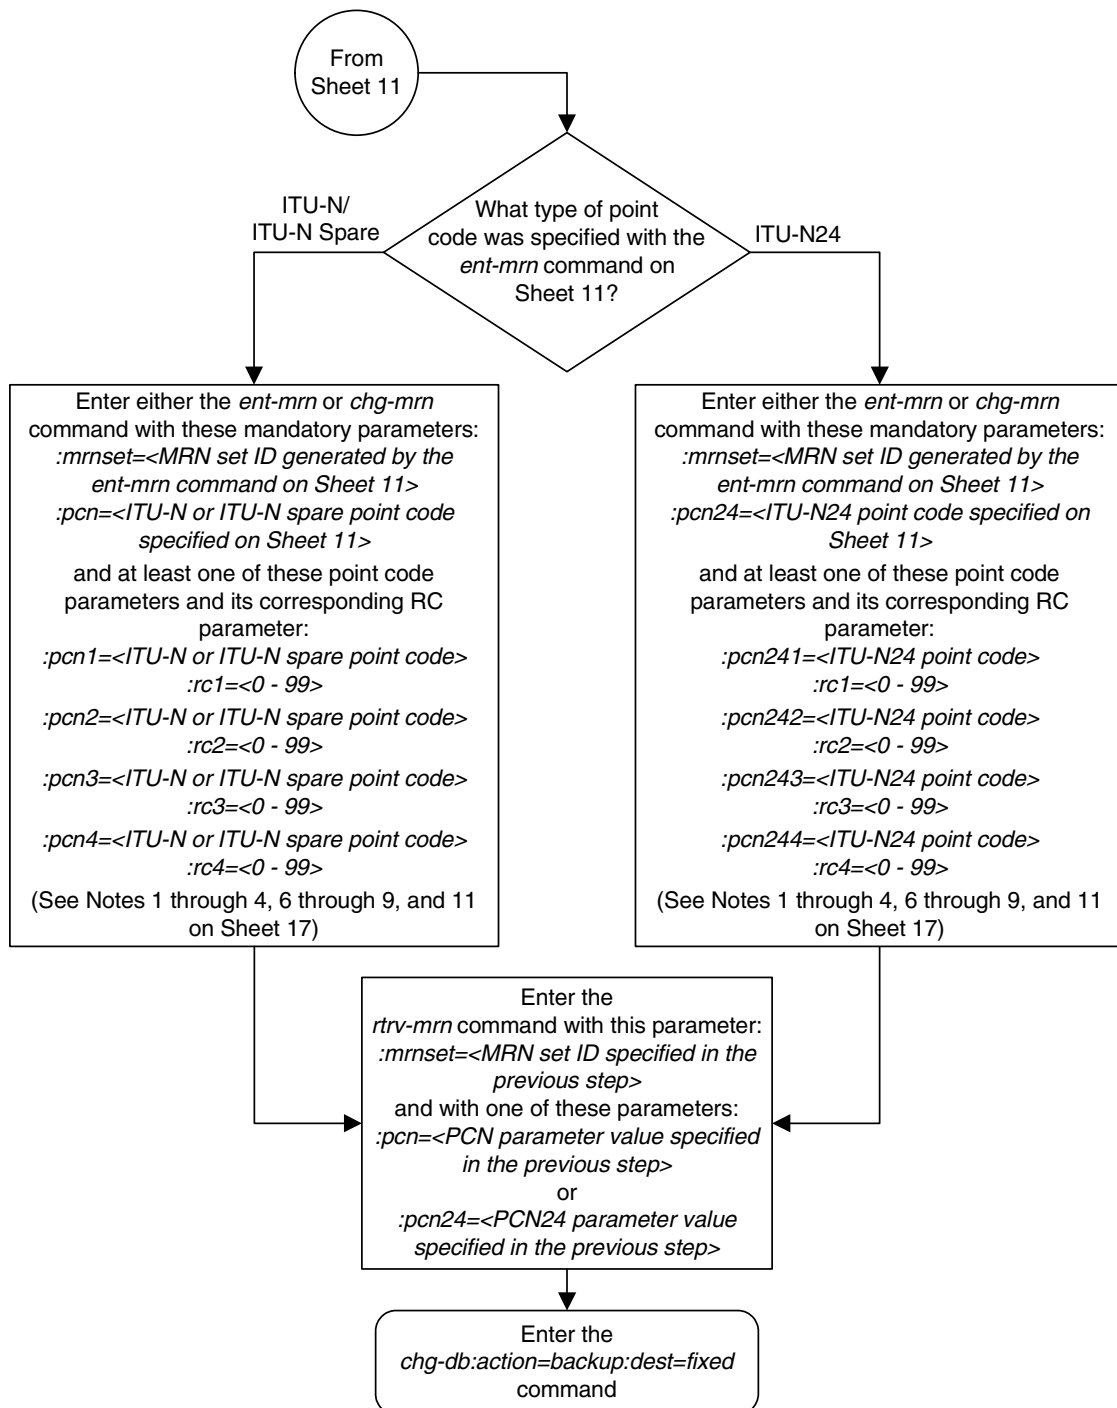 From
Sheet 11
What type of point
code was specified with the
ent-mrn command on
Sheet 11?
ITU-N/
ITU-N Spare
ITU-N24
Enter either the ent-mrn or chg-mrn
command with these mandatory parameters:
:mrnset=<MRN set ID generated by the
ent-mrn command on Sheet 11>
:pcn=<ITU-N or ITU-N spare point code
specified on Sheet 11>
and at least one of these point code
parameters and its corresponding RC
parameter:
:pcn1=<ITU-N or ITU-N spare point code>
:rc1=<0 - 99>
:pcn2=<ITU-N or ITU-N spare point code>
:rc2=<0 - 99>
:pcn3=<ITU-N or ITU-N spare point code>
:rc3=<0 - 99>
:pcn4=<ITU-N or ITU-N spare point code>
:rc4=<0 - 99>
(See Notes 1 through 4, 6 through 9, and 11
on Sheet 17)
Enter either the ent-mrn or chg-mrn
command with these mandatory parameters:
:mrnset=<MRN set ID generated by the
ent-mrn command on Sheet 11>
:pcn24=<ITU-N24 point code specified on
Sheet 11>
and at least one of these point code
parameters and its corresponding RC
parameter:
:pcn241=<ITU-N24 point code>
:rc1=<0 - 99>
:pcn242=<ITU-N24 point code>
:rc2=<0 - 99>
:pcn243=<ITU-N24 point code>
:rc3=<0 - 99>
:pcn244=<ITU-N24 point code>
:rc4=<0 - 99>
(See Notes 1 through 4, 6 through 9, and 11
on Sheet 17)
Enter the
rtrv-mrn command with this parameter:
:mrnset=<MRN set ID specified in the
previous step>
and with one of these parameters:
:pcn=<PCN parameter value specified
in the previous step>
or
:pcn24=<PCN24 parameter value
specified in the previous step>
Enter the
chg-db:action=backup:dest=fixed
command